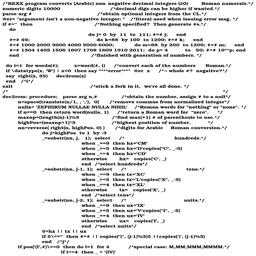 /*REXX program converts (Arabic) non─negative decimal integers (≥0) ───► Roman numerals.*/
numeric digits 10000 /*decimal digs can be higher if wanted.*/
parse arg # /*obtain optional integers from the CL.*/
@er= "argument isn't a non-negative integer: " /*literal used when issuing error msg. */
if #='' then /*Nothing specified? Then generate #s.*/
do
do j= 0 by 11 to 111; #=# j; end
#=# 49; do k=88 by 100 to 1200; #=# k; end
#=# 1000 2000 3000 4000 5000 6000; do m=88 by 200 to 1200; #=# m; end
#=# 1304 1405 1506 1607 1708 1809 1910 2011; do p= 4 to 50; #=# 10**p; end
end /*finished with generation of numbers. */

do i=1 for words(#); x=word(#, i) /*convert each of the numbers ───► Roman.*/
if \datatype(x, 'W') | x<0 then say "***error***" @er x /*¬ whole #? negative?*/
say right(x, 55) dec2rom(x)
end /*i*/
exit /*stick a fork in it, we're all done. */
/*
*/
dec2rom: procedure; parse arg n,# /*obtain the number, assign # to a null*/
n=space(translate(n/1, , ','), 0) /*remove commas from normalized integer*/
nulla= 'ZEPHIRUM NULLAE NULLA NIHIL' /*Roman words for "nothing" or "none". */
if n==0 then return word(nulla, 1) /*return a Roman word for "zero". */
maxnp=(length(n)-1)%3 /*find max(+1) # of parenthesis to use.*/
highPos=(maxnp+1)*3 /*highest position of number. */
nn=reverse( right(n, highPos, 0) ) /*digits for Arabic───►Roman conversion.*/
do j=highPos to 1 by -3
_=substr(nn, j, 1); select /*════════════════════hundreds.*/
when _==9 then hx='CM'
when _>=5 then hx='D'copies("C", _-5)
when _==4 then hx='CD'
otherwise hx= copies('C', _)
end /*select hundreds*/
_=substr(nn, j-1, 1); select /*════════════════════════tens.*/
when _==9 then tx='XC'
when _>=5 then tx='L'copies("X", _-5)
when _==4 then tx='XL'
otherwise tx= copies('X', _)
end /*select tens*/
_=substr(nn, j-2, 1); select /*═══════════════════════units.*/
when _==9 then ux='IX'
when _>=5 then ux='V'copies("I", _-5)
when _==4 then ux='IV'
otherwise ux= copies('I', _)
end /*select units*/
$=hx || tx || ux
if $\=='' then #=# || copies("(", (j-1)%3)$ ||copies(")", (j-1)%3)
end /*j*/
if pos('(I',#)\==0 then do i=1 for 4 /*special case: M,MM,MMM,MMMM.*/
if i==4 then _ = '(IV)'